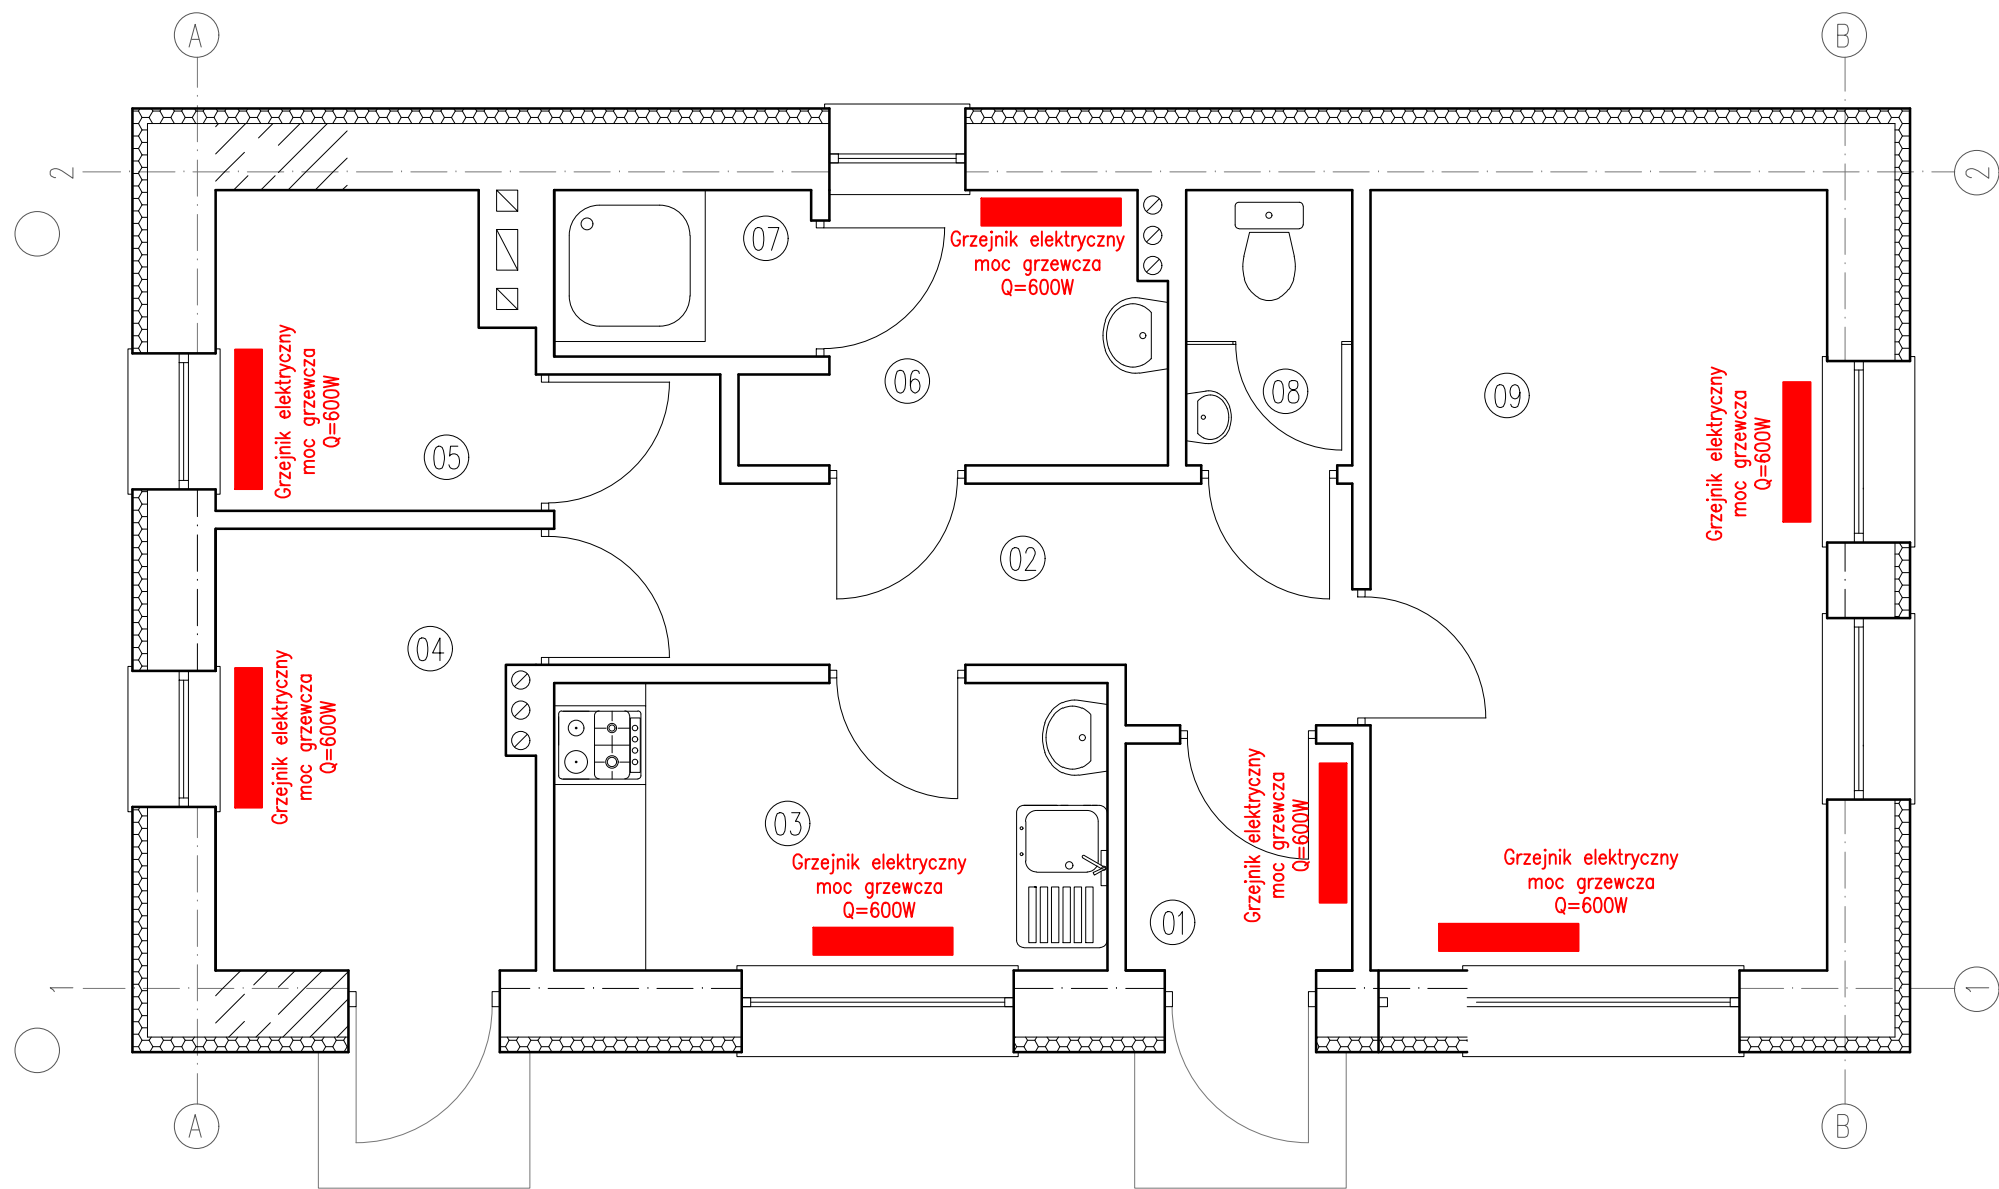 A
B
2
2
07
Grzejnik elektryczny
moc grzewcza
Q=600W
Grzejnik elektryczny
moc grzewcza
Q=600W
06
08
09
Grzejnik elektryczny
moc grzewcza
Q=600W
05
02
04
Grzejnik elektryczny
moc grzewcza
Q=600W
03
Grzejnik elektryczny
moc grzewcza
Q=600W
Grzejnik elektryczny
moc grzewcza
Q=600W
01
Grzejnik elektryczny
moc grzewcza
Q=600W
1
1
A
B